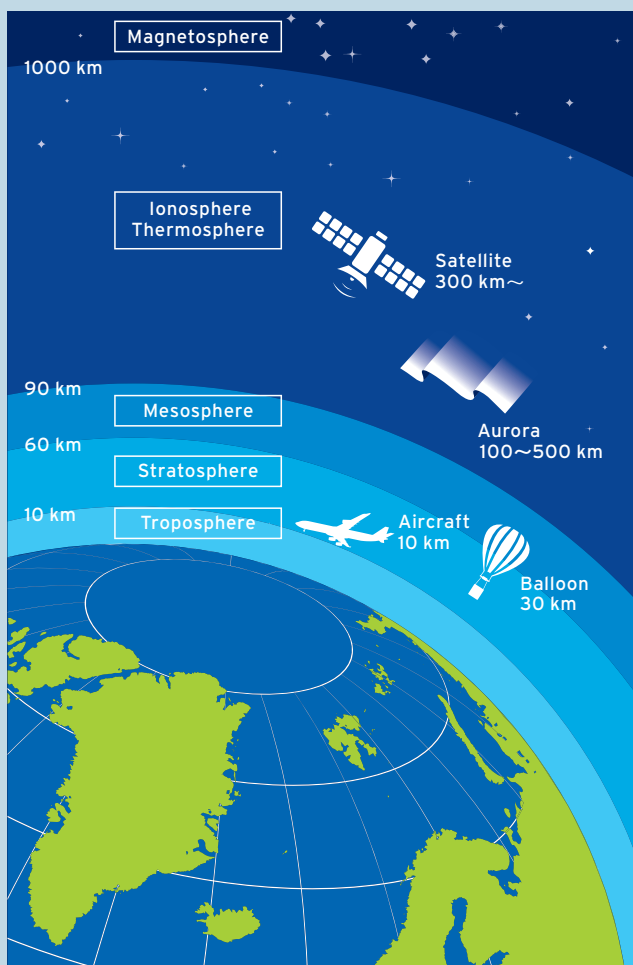 Magnetosphere
1000 km
Ionosphere
Thermosphere
Satellite
300 km～
90 km
Mesosphere
Aurora
100～500 km
60 km
Stratosphere
10 km
Troposphere
Aircraft
10 km
Balloon
30 km